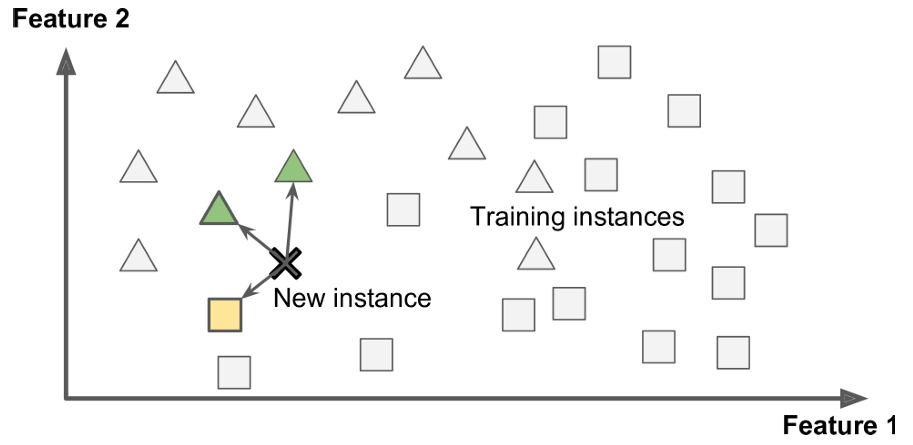 Feature 2
Training instances
New instance
Feature 1